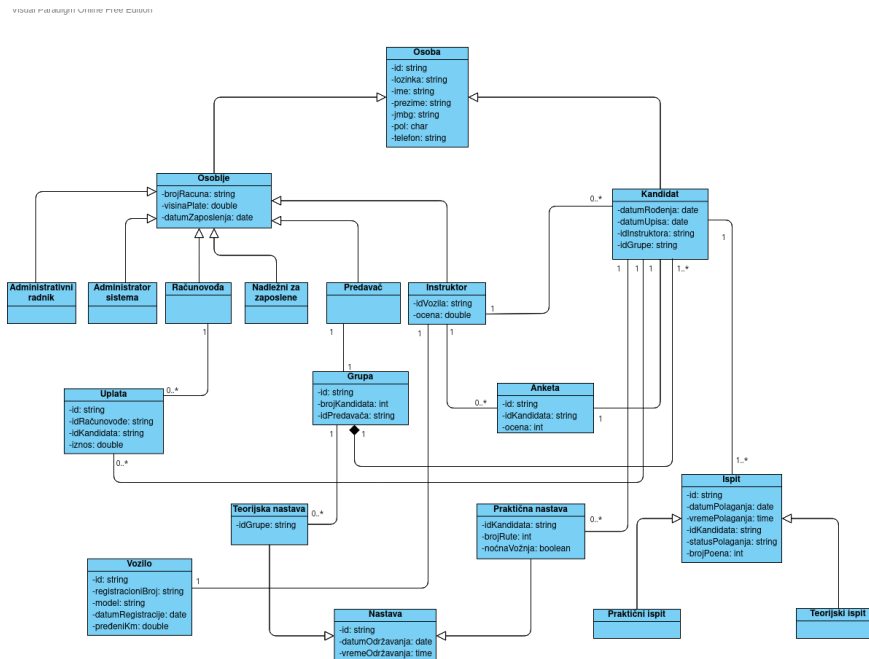 Visual Paradigm Online Free Edition
Osoba
-id: string
-lozinka: string
-ime: string
-prezime: string
-jmbg: string
-pol: char
-telefon: string
Osoblje
-brojRacuna: string
-visinaPlate: double
-datumZaposlenja: date
Kandidat
-datumRođenja: date
-datumUpisa: date
-idInstruktora: string
-idGrupe: string
0..*
1
1
1
1
1..*
Administrativni
radnik
Administrator
sistema
Računovođa
Nadležni za
zaposlene
Predavač
Instruktor
-idVozila: string
-ocena: double
1
1
1
1
1
1
Grupa
-id: string
-brojKandidata: int
-idPredavača: string
1
1
Uplata
-id: string
-idRačunovođe: string
-idKandidata: string
-iznos: double
0..*
0..*
Anketa
-id: string
-idKandidata: string
-ocena: int
0..*
1
Ispit
-id: string
-datumPolaganja: date
-vremePolaganja: time
-idKandidata: string
-statusPolaganja: string
-brojPoena: int
1..*
Teorijska nastava
-idGrupe: string
0..*
Praktična nastava
-idKandidata: string
-brojRute: int
-noćnaVožnja: boolean
0..*
Vozilo
-id: string
-registracioniBroj: string
-model: string
-datumRegistracije: date
-pređeniKm: double
1
Nastava
-id: string
-datumOdržavanja: date
-vremeOdržavanja: time
Praktični ispit
Teorijski ispit